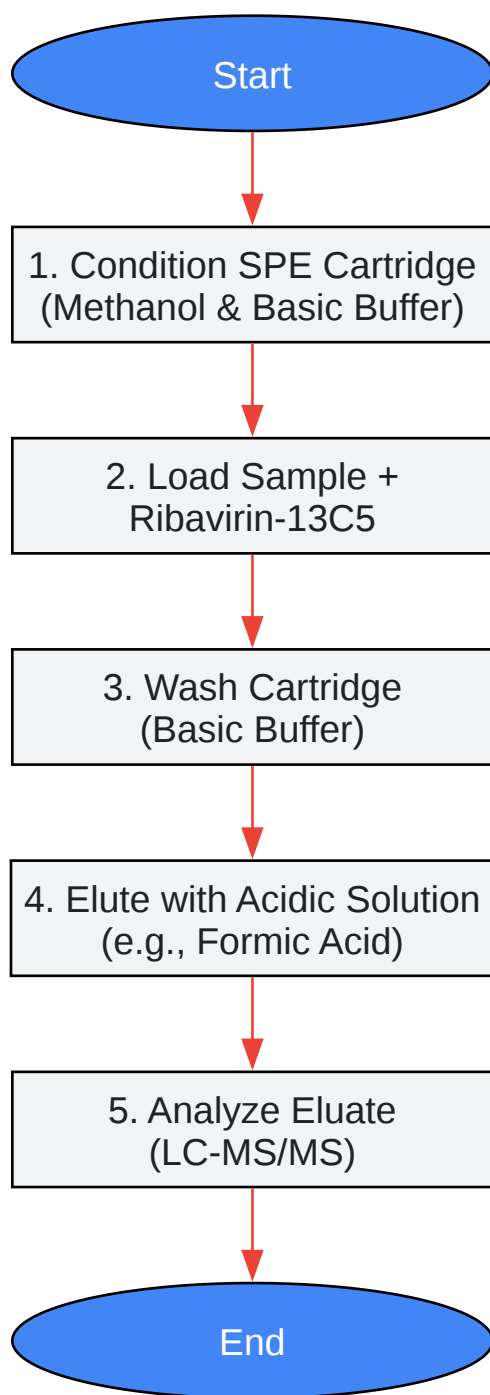 Start
1. Condition SPE Cartridge
(Methanol & Basic Buffer)
2. Load Sample +
Ribavirin-13C5
3. Wash Cartridge
(Basic Buffer)
4. Elute with Acidic Solution
(e.g., Formic Acid)
5. Analyze Eluate
(LC-MS/MS)
End